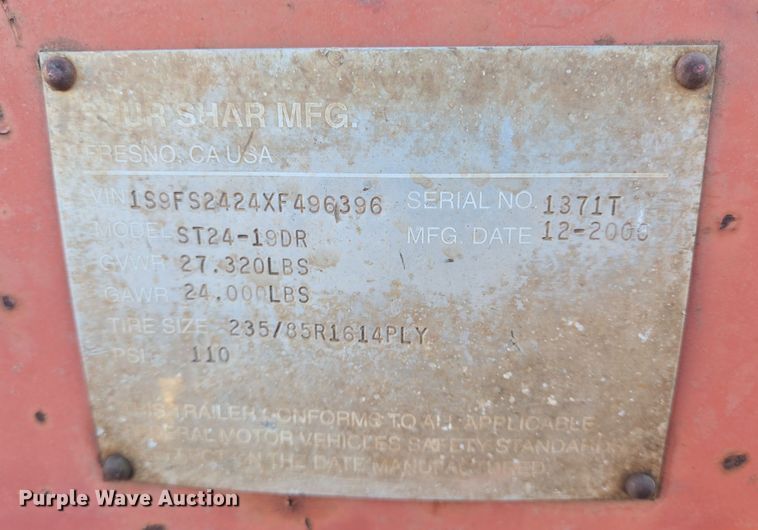 SHAR MFG.
FRESNO, CA USA
VIN 1S9FS2424XF496396 SERIAL NO. 1371T
MODEL ST24-19DR MFG. DATE 12-2000
GVWR 27.320LBS
GAWR 24.000LBS
TIRE SIZE 235/85R1614PLY
PSI 110
THIS TRAILER CONFORMS TO ALL APPLICABLE
FEDERAL MOTOR VEHICLES SAFETY STANDARDS
ON THE DATE MANUFACTURED
Purple Wave Auction